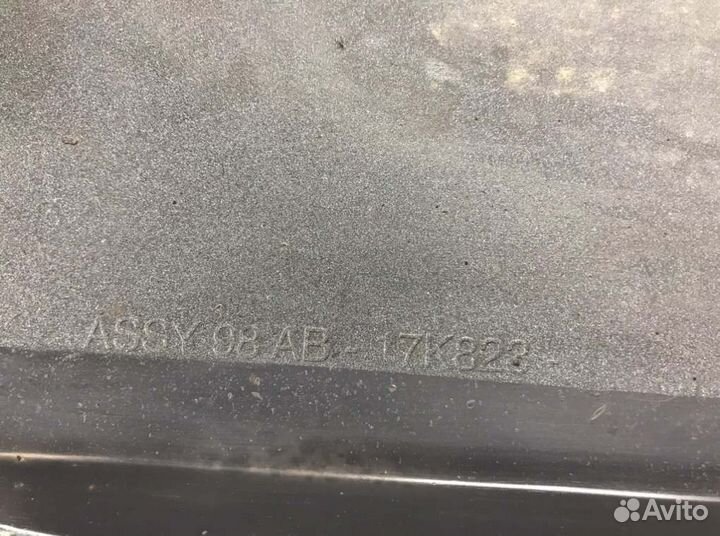 ASSY 98 AB - 17K823 -
Avito